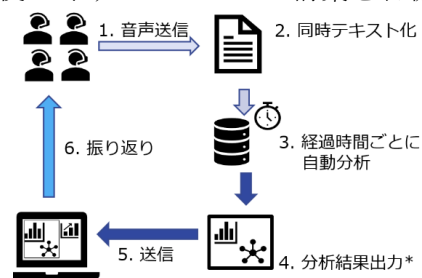 1. 音声送信
2. 同時テキスト化
3. 経過時間ごとに
自動分析
4. 分析結果出力*
5. 送信
6. 振り返り